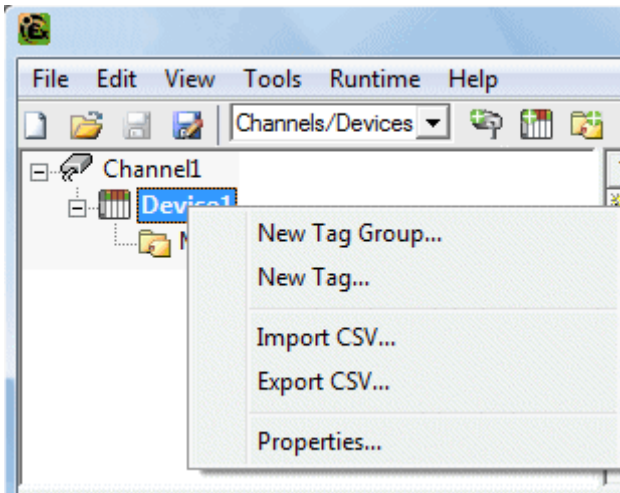 File Edit View Tools Runtime Help
Channels/Devices
Channel1
Device1
New Tag Group...
New Tag...
Import CSV...
Export CSV...
Properties...